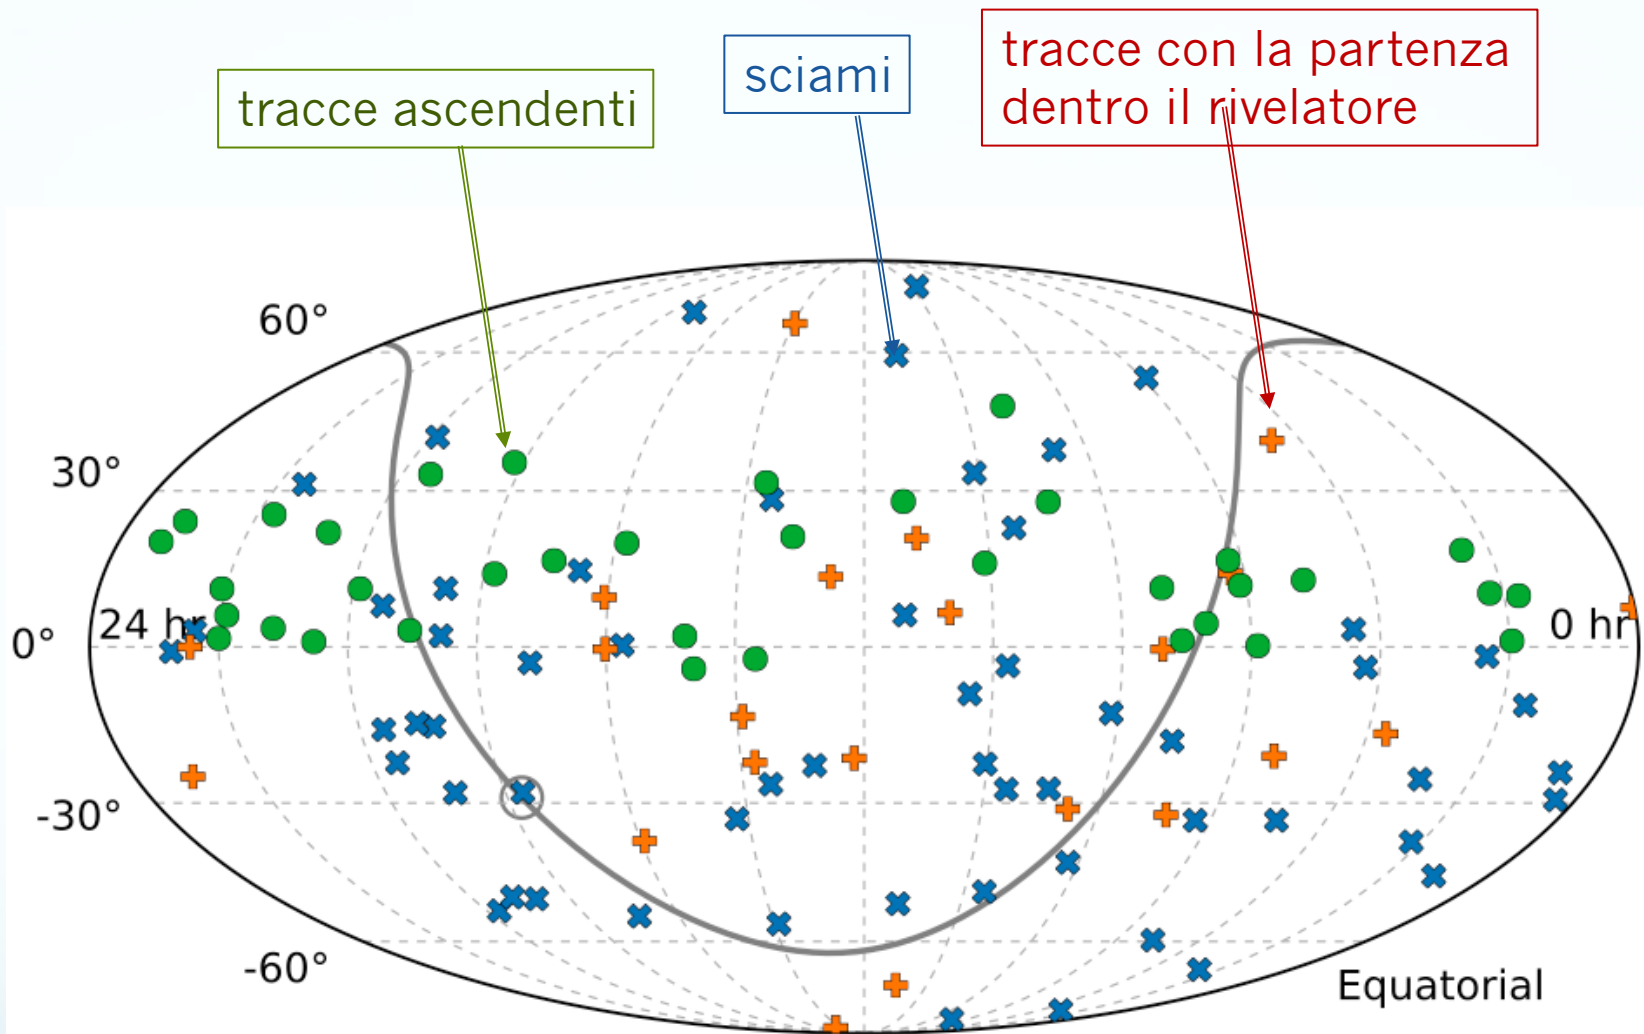 tracce ascendenti
sciami
tracce con la partenza
dentro il rivelatore
60°
30°
24 hr
0°
0 hr
-30°
-60°
Equatorial